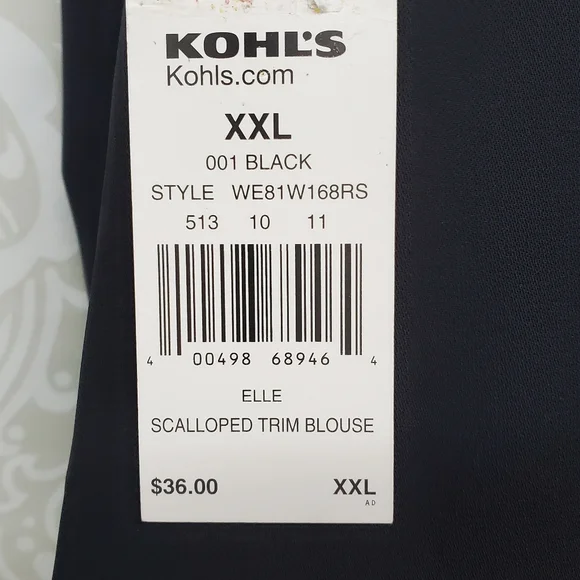 KOHL'S
Kohls.com
XXL
001 BLACK
STYLE WE81W168RS
513 10 11
4 00498 68946 4
ELLE
SCALLOPED TRIM BLOUSE
$36.00 XXL
AD